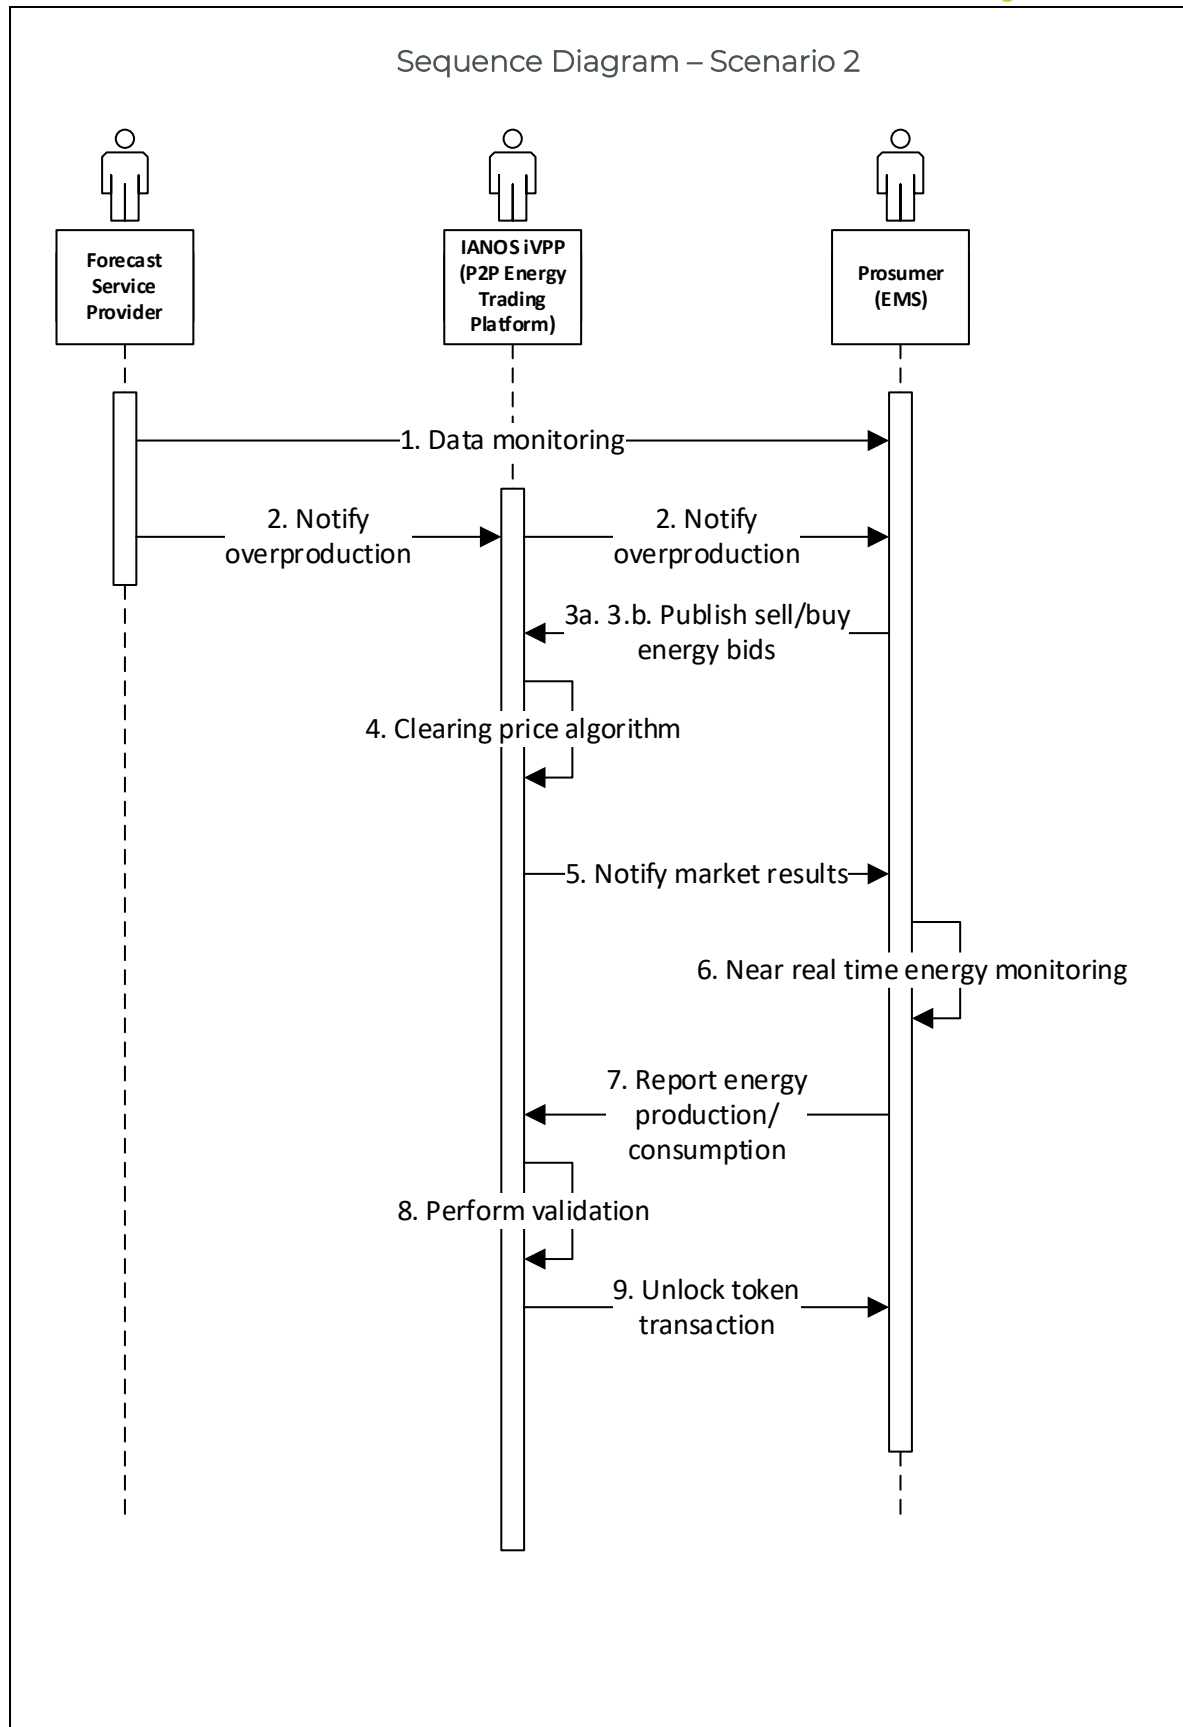 Sequence Diagram – Scenario 2
Forecast
Service
Provider
IANOS iVPP
(P2P Energy
Trading
Platform)
Prosumer
(EMS)
1. Data monitoring
2. Notify
overproduction
2. Notify
overproduction
3a. 3.b. Publish sell/buy
energy bids
4. Clearing price algorithm
5. Notify market results
6. Near real time energy monitoring
7. Report energy
production/
consumption
8. Perform validation
9. Unlock token
transaction